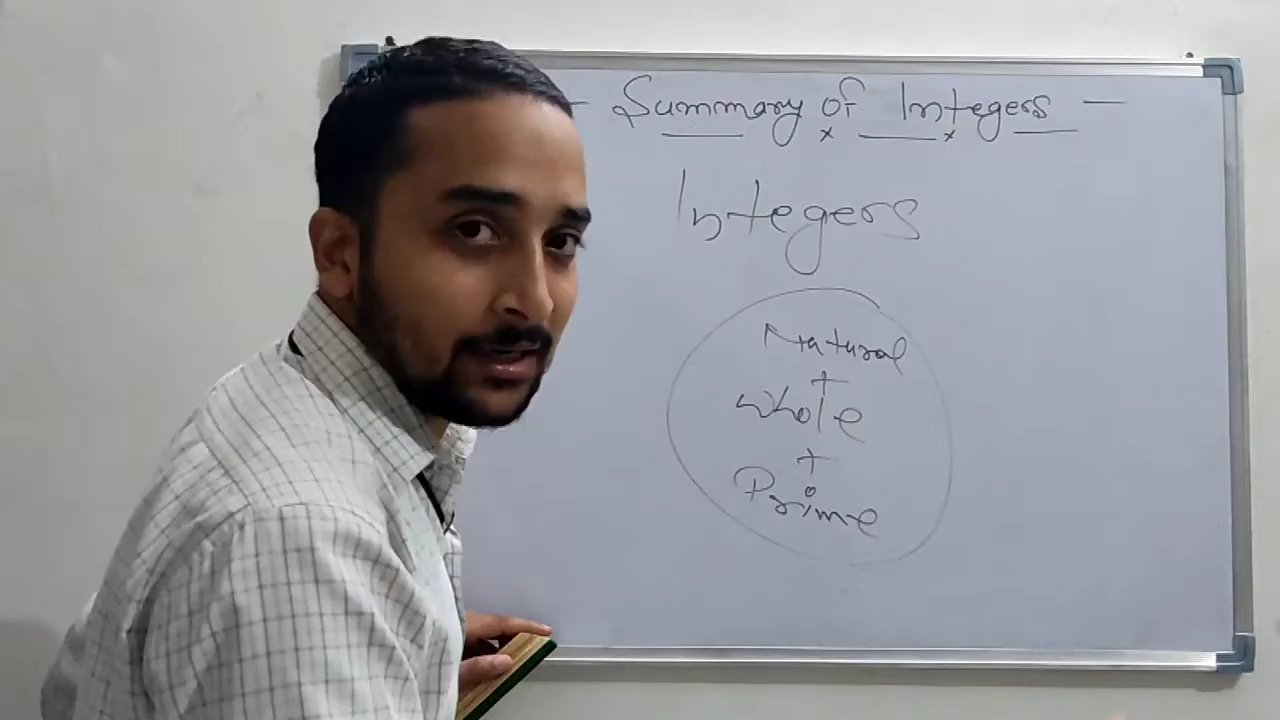 - Summary of Integers -
Integers
Natural
+
Whole
+
Prime